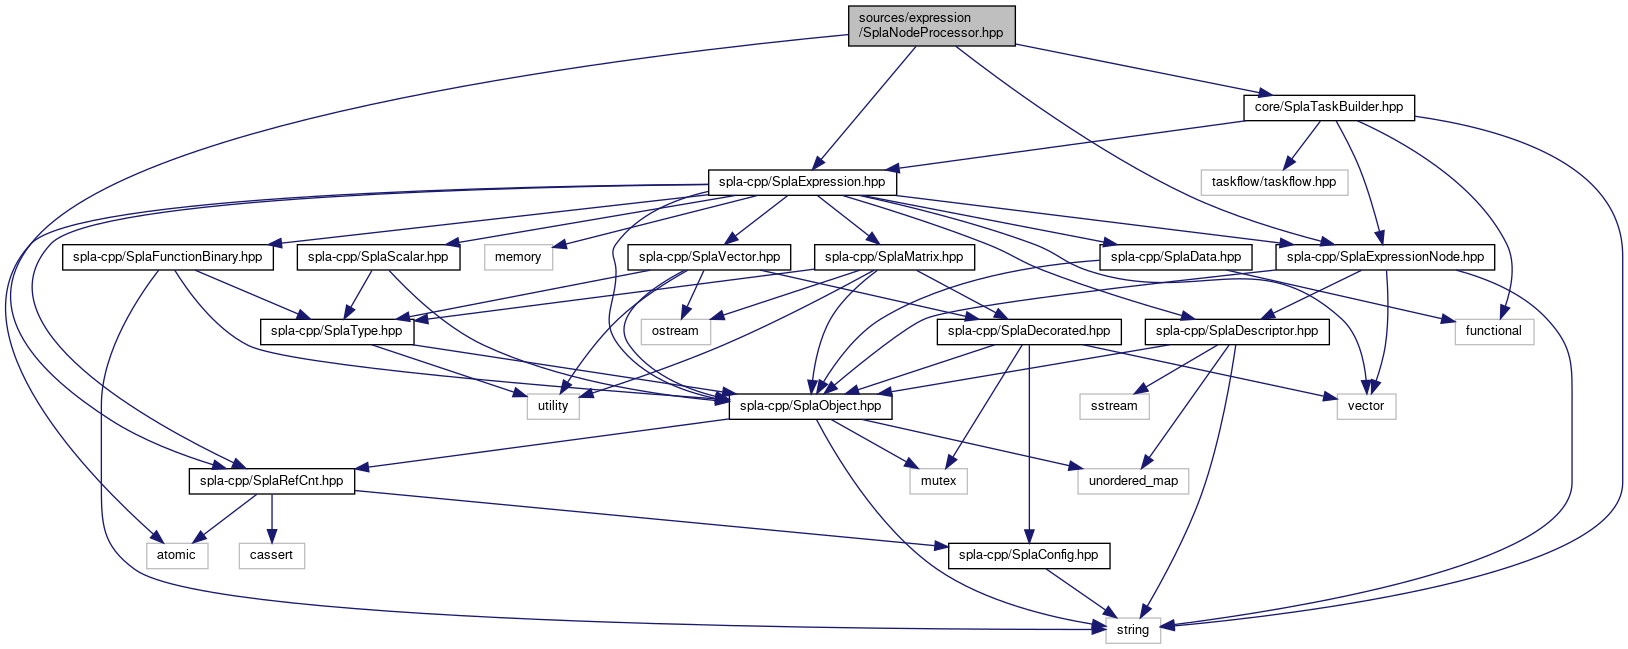 sources/expression
/SplaNodeProcessor.hpp
core/SplaTaskBuilder.hpp
spla-cpp/SplaExpression.hpp
taskflow/taskflow.hpp
spla-cpp/SplaFunctionBinary.hpp
spla-cpp/SplaScalar.hpp
memory
spla-cpp/SplaVector.hpp
spla-cpp/SplaMatrix.hpp
spla-cpp/SplaData.hpp
spla-cpp/SplaExpressionNode.hpp
spla-cpp/SplaType.hpp
ostream
spla-cpp/SplaDecorated.hpp
spla-cpp/SplaDescriptor.hpp
functional
utility
spla-cpp/SplaObject.hpp
sstream
vector
spla-cpp/SplaRefCnt.hpp
mutex
unordered_map
atomic
cassert
spla-cpp/SplaConfig.hpp
string